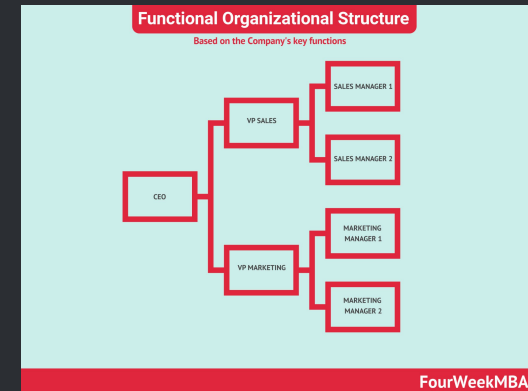 Functional Organizational Structure
Based on the Company's key functions
SALES MANAGER 1
VP SALES
SALES MANAGER 2
CEO
MARKETING
MANAGER 1
VP MARKETING
MARKETING
MANAGER 2
FourWeekMBA